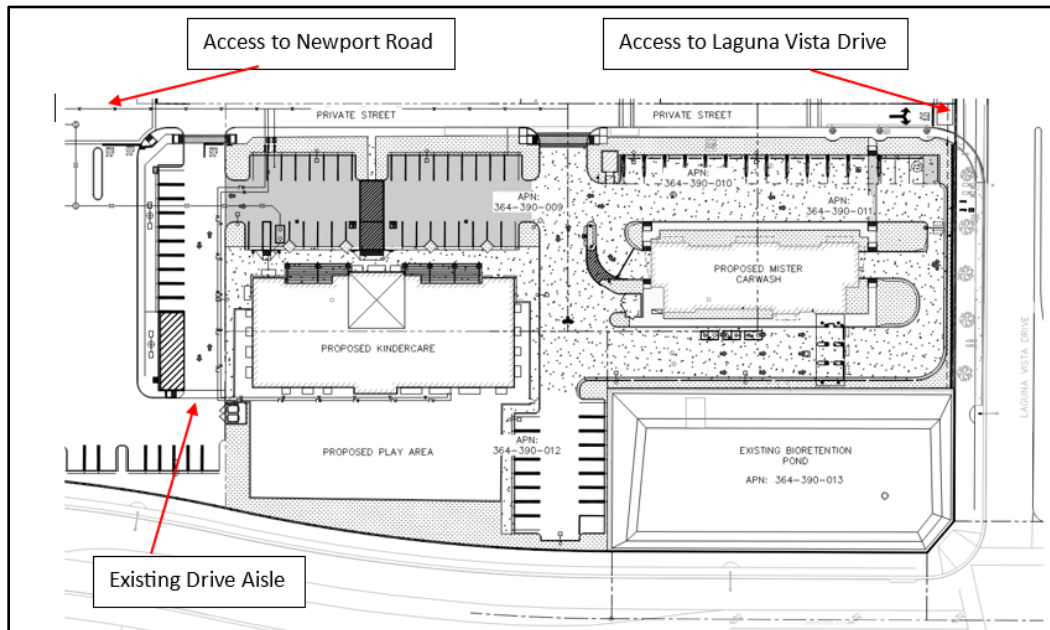 Access to Newport Road
Access to Laguna Vista Drive
PRIVATE STREET
PRIVATE STREET
APN:
364-390-010
APN:
364-390-009
APN:
364-390-011
PROPOSED MISTER
CARWASH
PROPOSED KINDERCARE
LAGUNA VISTA DRIVE
APN:
364-390-012
PROPOSED PLAY AREA
EXISTING BIORETENTION
POND
APN: 364-390-013
Existing Drive Aisle